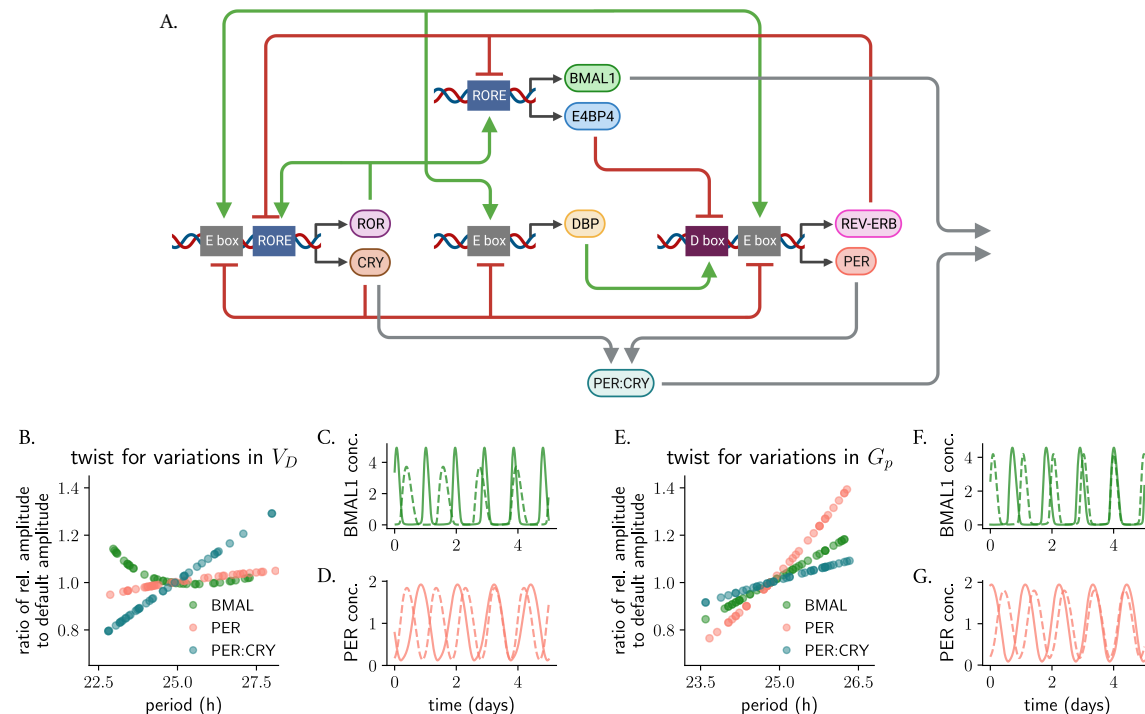 A.
BMAL1
RORE
E4BP4
ROR
DBP
REV-ERB
E box
RORE
E box
D box
E box
CRY
PER
PER:CRY
B.
twist for variations in V_D
ratio of rel. amplitude
to default amplitude
1.4
1.2
1.0
0.8
BMAL
PER
PER:CRY
22.5
25.0
27.5
period (h)
C.
BMAL1 conc.
4
2
0
0
2
4
D.
PER conc.
2
1
0
0
2
4
time (days)
E.
twist for variations in G_p
ratio of rel. amplitude
to default amplitude
1.4
1.2
1.0
0.8
BMAL
PER
PER:CRY
23.5
25.0
26.5
period (h)
F.
BMAL1 conc.
4
2
0
0
2
4
G.
PER conc.
2
1
0
0
2
4
time (days)